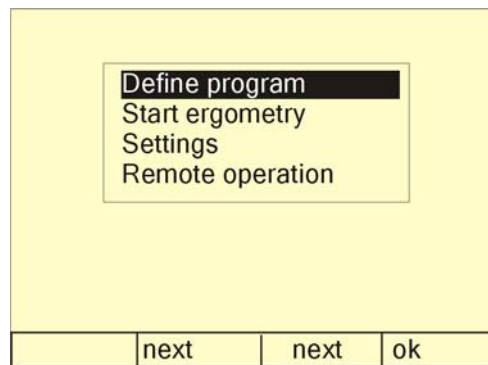 Define program
Start ergometry
Settings
Remote operation
next next ok